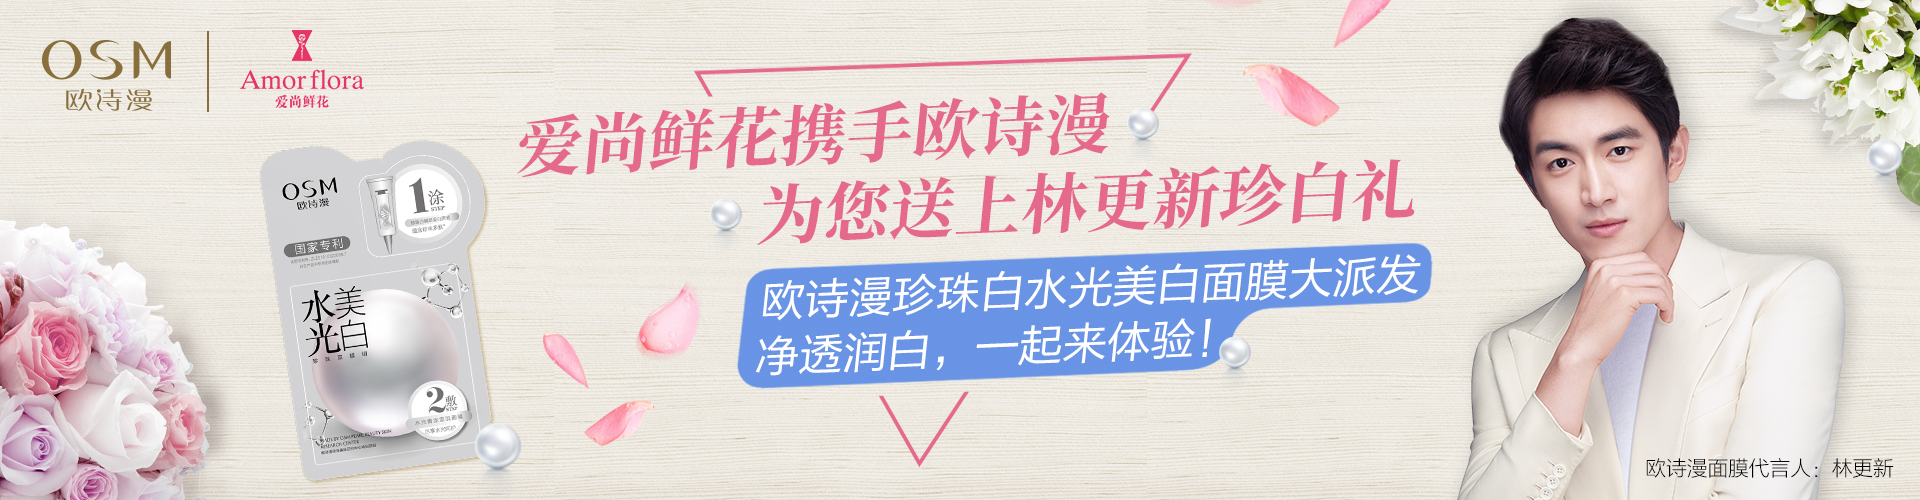 OSM
欧诗漫
Amor flora
爱尚鲜花
爱尚鲜花携手欧诗漫
为您送上林更新珍白礼
欧诗漫珍珠白水光美白面膜大派发
净透润白，一起来体验！
OSM
欧诗漫
1涂
STEP
国家专利
水光
美白
2敷
STEP
RESEARCH CENTER
欧诗漫面膜代言人：林更新